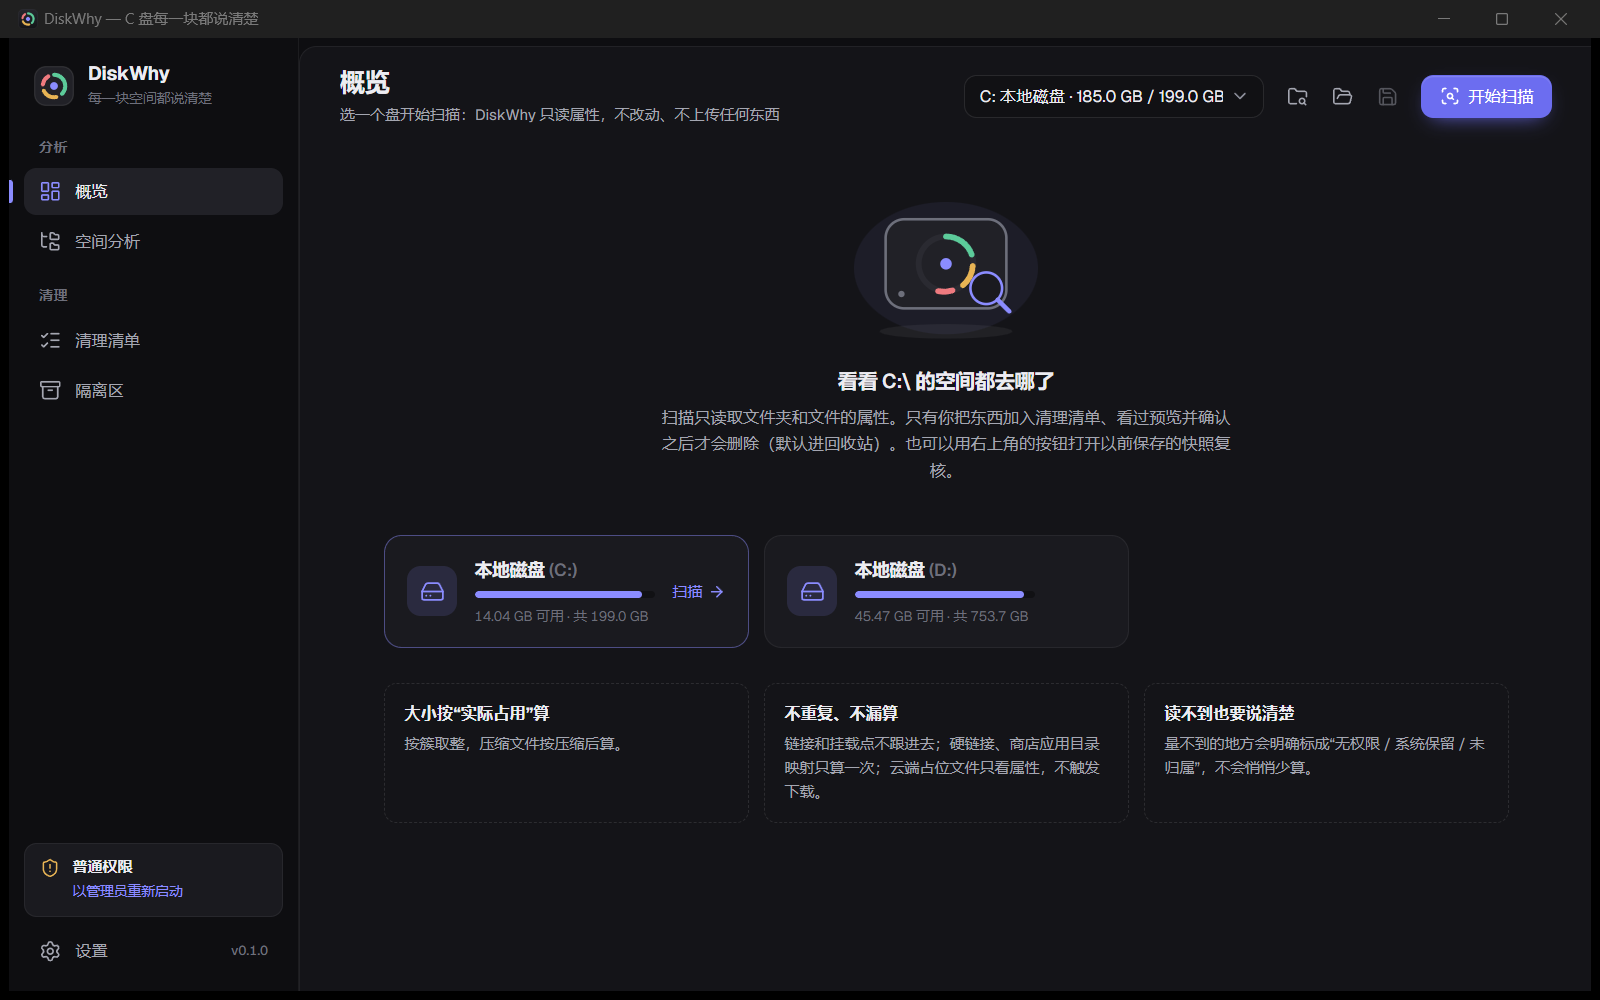 DiskWhy — C 盘每一块都说清楚
DiskWhy
每一块空间都说清楚
分析
概览
空间分析
清理
清理清单
隔离区
普通权限
以管理员重新启动
设置
v0.1.0
概览
选一个盘开始扫描：DiskWhy 只读属性，不改动、不上传任何东西
C: 本地磁盘 · 185.0 GB / 199.0 GB
开始扫描
看看 C:\ 的空间都去哪了
扫描只读取文件夹和文件的属性。只有你把东西加入清理清单、看过预览并确认
之后才会删除（默认进回收站）。也可以用右上角的按钮打开以前保存的快照复
核。
本地磁盘 (C:)
扫描
14.04 GB 可用 · 共 199.0 GB
本地磁盘 (D:)
45.47 GB 可用 · 共 753.7 GB
大小按“实际占用”算
按簇取整，压缩文件按压缩后算。
不重复、不漏算
链接和挂载点不跟进去；硬链接、商店应用目录
映射只算一次；云端占位文件只看属性，不触发
下载。
读不到也要说清楚
量不到的地方会明确标成“无权限 / 系统保留 / 未
归属”，不会悄悄少算。